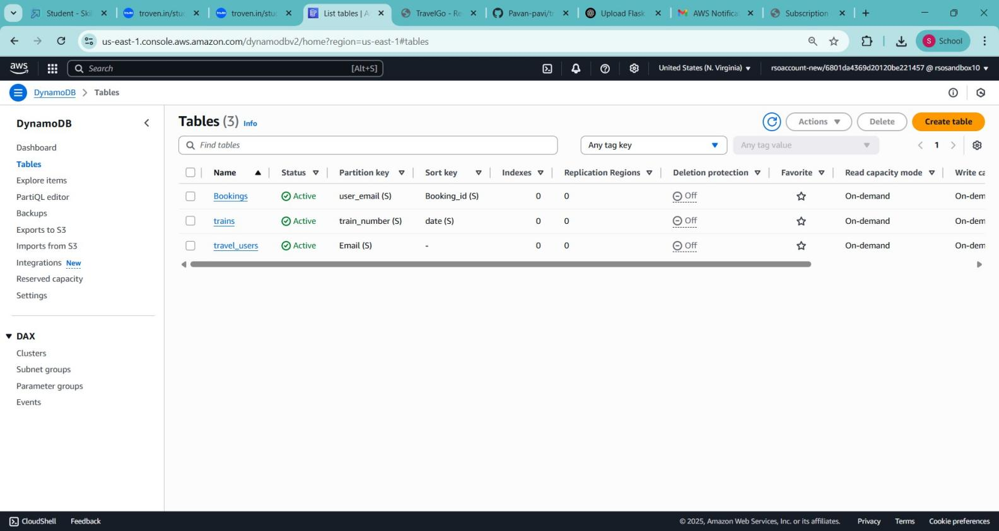 Student - Skil
troven.in/stud
troven.in/stud
List tables | A
TravelGo - Re
Pavan-pavi/tr
Upload Flask
AWS Notifica
Subscription
us-east-1.console.aws.amazon.com/dynamodbv2/home?region=us-east-1#tables
S School
aws
Search [Alt+S]
United States (N. Virginia)
rsoaccount-new/6801da4369d20120be221457 @ rsosandbox10
DynamoDB > Tables
DynamoDB
Dashboard
Tables
Explore items
PartiQL editor
Backups
Exports to S3
Imports from S3
Integrations New
Reserved capacity
Settings
DAX
Clusters
Subnet groups
Parameter groups
Events
Tables (3) Info
Actions
Delete
Create table
Find tables
Any tag key
Any tag value
1
Name Status Partition key Sort key Indexes Replication Regions Deletion protection Favorite Read capacity mode Write ca
Bookings Active user_email (S) Booking_id (S) 0 0 Off On-demand On-dem
trains Active train_number (S) date (S) 0 0 Off On-demand On-dem
travel_users Active Email (S) - 0 0 Off On-demand On-dem
CloudShell Feedback © 2025, Amazon Web Services, Inc. or its affiliates. Privacy Terms Cookie preferences